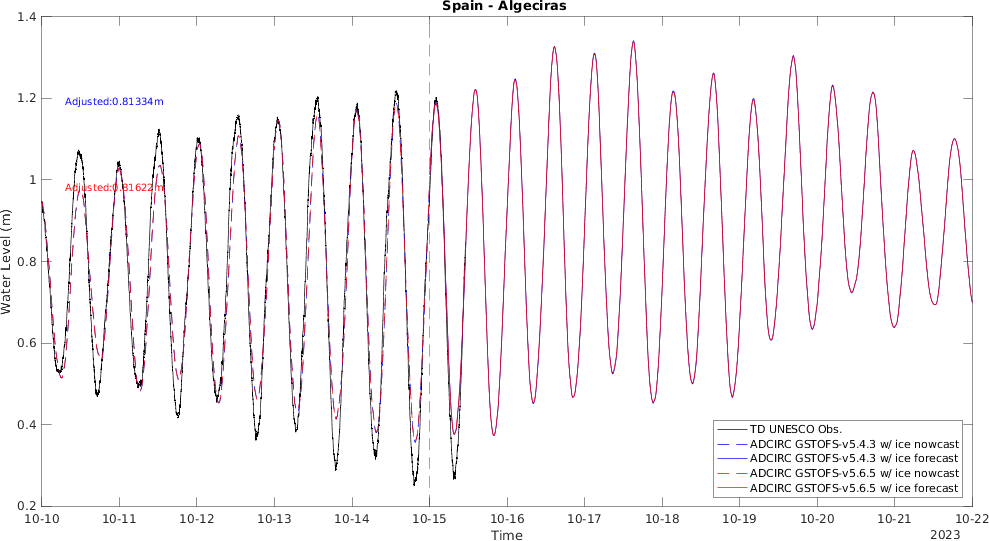 Spain - Algeciras
1.4
1.2
1
0.8
0.6
0.4
0.2
Water Level (m)
Adjusted:0.81334m
Adjusted:0.81622m
TD UNESCO Obs.
ADCIRC GSTOFS-v5.4.3 w/ ice nowcast
ADCIRC GSTOFS-v5.4.3 w/ ice forecast
ADCIRC GSTOFS-v5.6.5 w/ ice nowcast
ADCIRC GSTOFS-v5.6.5 w/ ice forecast
10-10 10-11 10-12 10-13 10-14 10-15 10-16 10-17 10-18 10-19 10-20 10-21 10-22
Time
2023